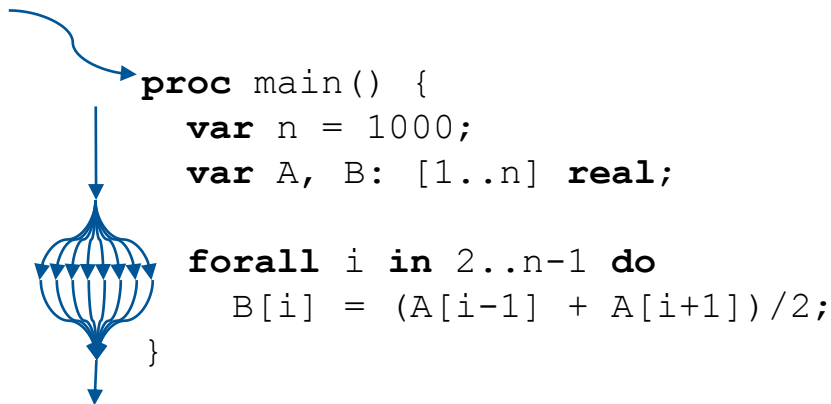 proc main() {
var n = 1000;
var A, B: [1..n] real;
forall i in 2..n-1 do
B[i] = (A[i-1] + A[i+1])/2;
}